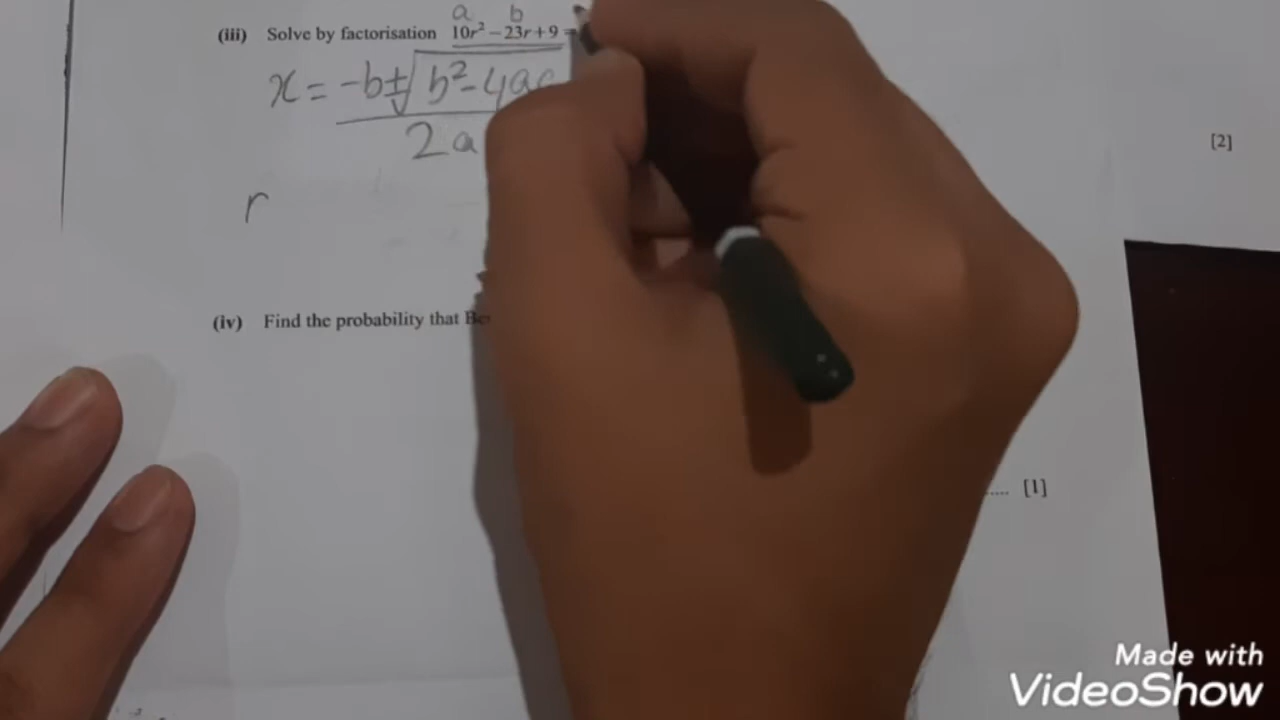 a b
(iii) Solve by factorisation 10r² − 23r + 9 =
x = -b ± √b² - 4ac
2a
[2]
r
(iv) Find the probability that
..... [1]
Made with
VideoShow